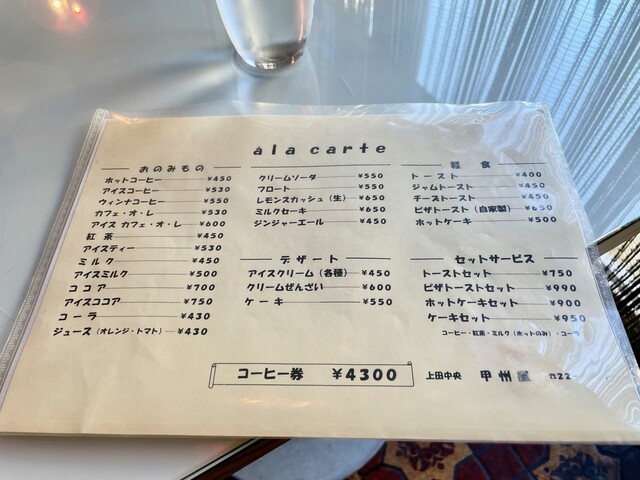 à la carte
おのみもの
ホットコーヒー ¥450
アイスコーヒー ¥530
ウィンナコーヒー ¥550
カフェ・オ・レ ¥530
アイス カフェ・オ・レ ¥600
紅茶 ¥450
アイスティー ¥530
ミルク ¥450
アイスミルク ¥500
ココア ¥700
アイスココア ¥750
コーラ ¥430
ジュース (オレンジ・トマト) ¥430
クリームソーダ ¥550
フロート ¥550
レモンスカッシュ (生) ¥650
ミルクセーキ ¥650
ジンジャーエール ¥450
デザート
アイスクリーム (各種) ¥450
クリームぜんざい ¥600
ケーキ ¥550
軽食
トースト ¥400
ジャムトースト ¥450
チーストースト ¥450
ピザトースト (自家製) ¥650
ホットケーキ ¥500
セットサービス
トーストセット ¥750
ピザトーストセット ¥990
ホットケーキセット ¥900
ケーキセット ¥950
コーヒー・紅茶・ミルク (ホットのみ)・コーラ
コーヒー券 ¥4300
上田中央 甲州屋